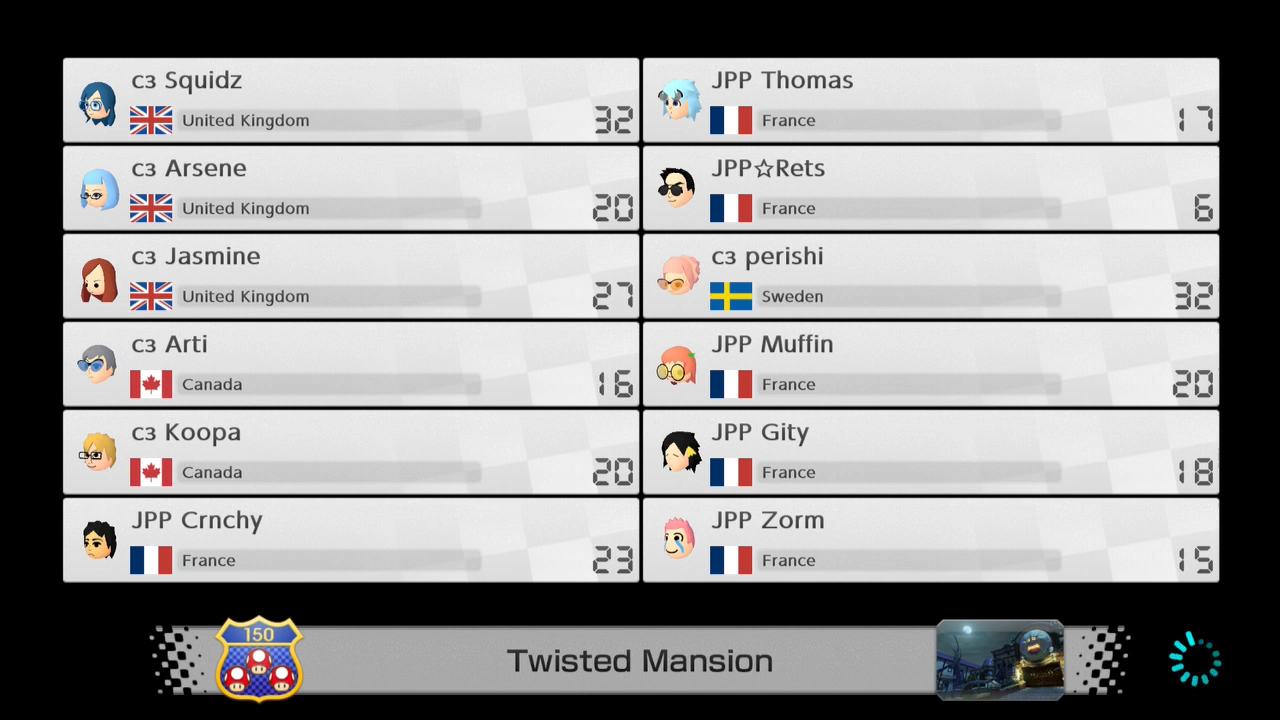 c3 Squidz
United Kingdom
32
c3 Arsene
United Kingdom
20
c3 Jasmine
United Kingdom
27
c3 Arti
Canada
16
c3 Koopa
Canada
20
JPP Crnchy
France
23
JPP Thomas
France
17
JPP☆Rets
France
6
c3 perishi
Sweden
32
JPP Muffin
France
20
JPP Gity
France
18
JPP Zorm
France
15
150
Twisted Mansion